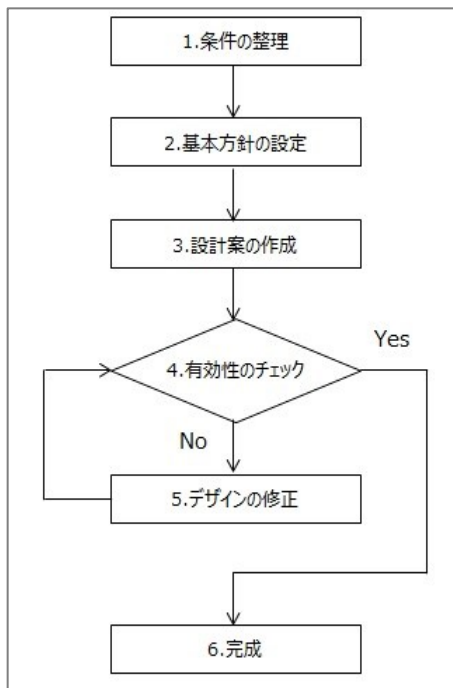 1.条件の整理
2.基本方針の設定
3.設計案の作成
4.有効性のチェック
Yes
No
5.デザインの修正
6.完成